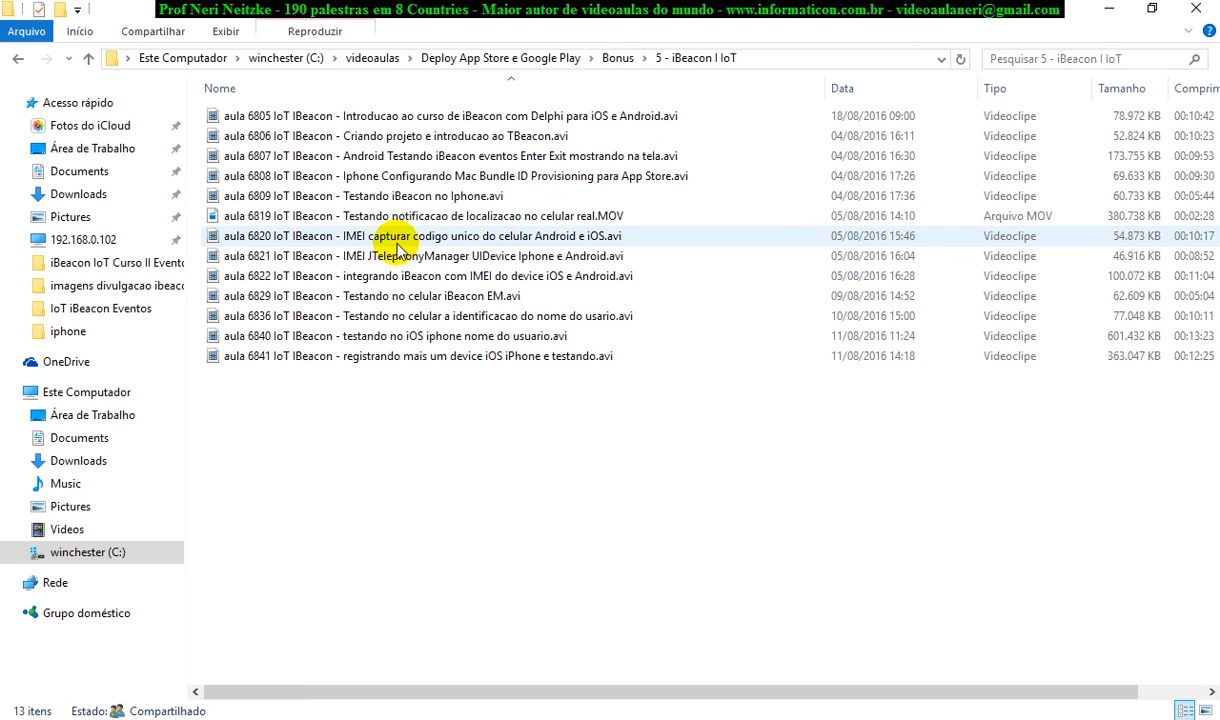 Prof Neri Neitzke - 190 palestras em 8 Countries - Maior autor de videoaulas do mundo - www.informaticon.com.br - videoaulaneri@gmail.com
Arquivo Início Compartilhar Exibir Reproduzir
Este Computador > winchester (C:) > videoaulas > Deploy App Store e Google Play > Bonus > 5 - iBeacon I IoT
Pesquisar 5 - iBeacon I IoT
Nome Data Tipo Tamanho Comprim
aula 6805 IoT IBeacon - Introducao ao curso de iBeacon com Delphi para iOS e Android.avi 18/08/2016 09:00 Videoclipe 78.972 KB 00:10:42
aula 6806 IoT IBeacon - Criando projeto e introducao ao TBeacon.avi 04/08/2016 16:11 Videoclipe 52.824 KB 00:10:23
aula 6807 IoT IBeacon - Android Testando iBeacon eventos Enter Exit mostrando na tela.avi 04/08/2016 16:30 Videoclipe 173.755 KB 00:09:53
aula 6808 IoT IBeacon - Iphone Configurando Mac Bundle ID Provisioning para App Store.avi 04/08/2016 17:26 Videoclipe 69.633 KB 00:09:30
aula 6809 IoT IBeacon - Testando iBeacon no Iphone.avi 04/08/2016 17:36 Videoclipe 60.733 KB 00:05:44
aula 6819 IoT IBeacon - Testando notificacao de localizacao no celular real.MOV 05/08/2016 14:10 Arquivo MOV 380.738 KB 00:02:28
aula 6820 IoT IBeacon - IMEI capturar codigo unico do celular Android e iOS.avi 05/08/2016 15:46 Videoclipe 54.873 KB 00:10:17
aula 6821 IoT IBeacon - IMEI JTelephonyManager UIDevice Iphone e Android.avi 05/08/2016 16:04 Videoclipe 46.916 KB 00:08:52
aula 6822 IoT IBeacon - integrando iBeacon com IMEI do device iOS e Android.avi 05/08/2016 16:28 Videoclipe 100.072 KB 00:11:04
aula 6829 IoT IBeacon - Testando no celular iBeacon EM.avi 09/08/2016 14:52 Videoclipe 62.609 KB 00:05:04
aula 6836 IoT IBeacon - Testando no celular a identificacao do nome do usario.avi 10/08/2016 15:00 Videoclipe 77.048 KB 00:10:11
aula 6840 IoT IBeacon - testando no iOS iphone nome do usuario.avi 11/08/2016 11:24 Videoclipe 601.432 KB 00:13:23
aula 6841 IoT IBeacon - registrando mais um device iOS iPhone e testando.avi 11/08/2016 14:18 Videoclipe 363.047 KB 00:12:25
Acesso rápido
Fotos do iCloud
Área de Trabalho
Documents
Downloads
Pictures
192.168.0.102
iBeacon IoT Curso II Evento
imagens divulgacao ibeaco
IoT iBeacon Eventos
iphone
OneDrive
Este Computador
Área de Trabalho
Documents
Downloads
Music
Pictures
Videos
winchester (C:)
Rede
Grupo doméstico
13 itens Estado: Compartilhado